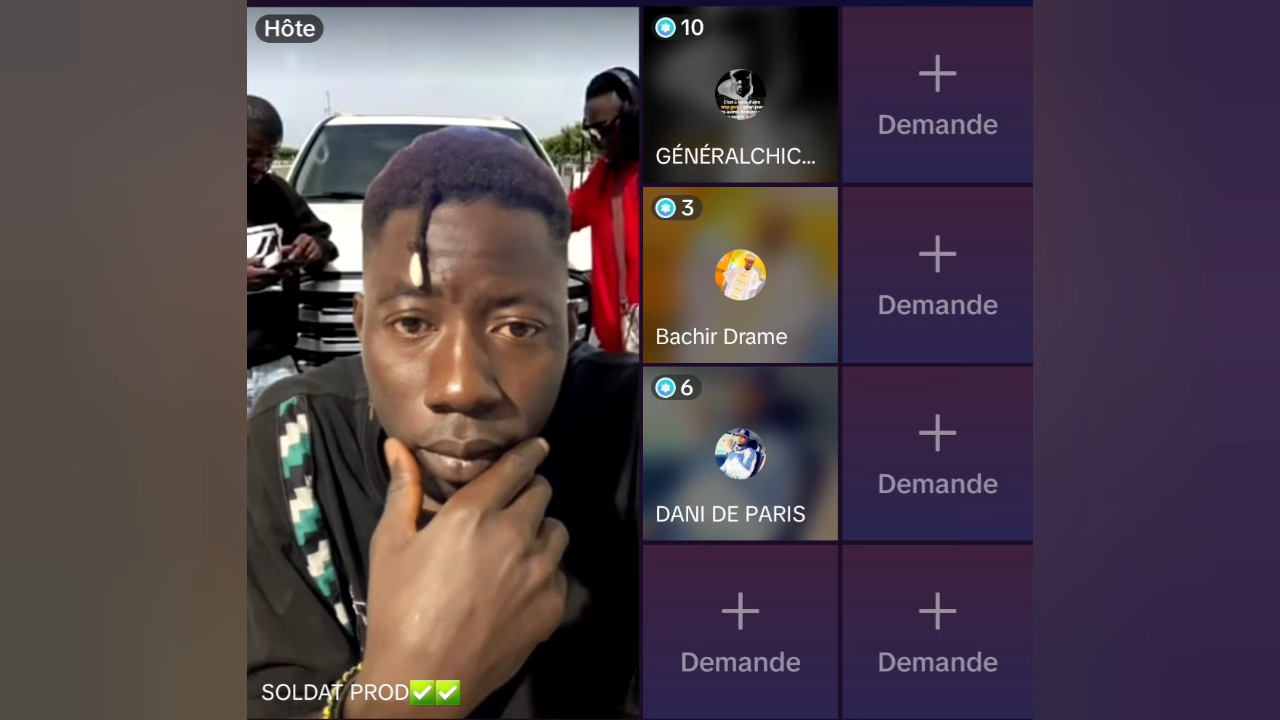 Hôte
SOLDAT PROD✅✅
10
GÉNÉRALCHIC...
Demande
3
Bachir Drame
Demande
6
DANI DE PARIS
Demande
Demande
Demande